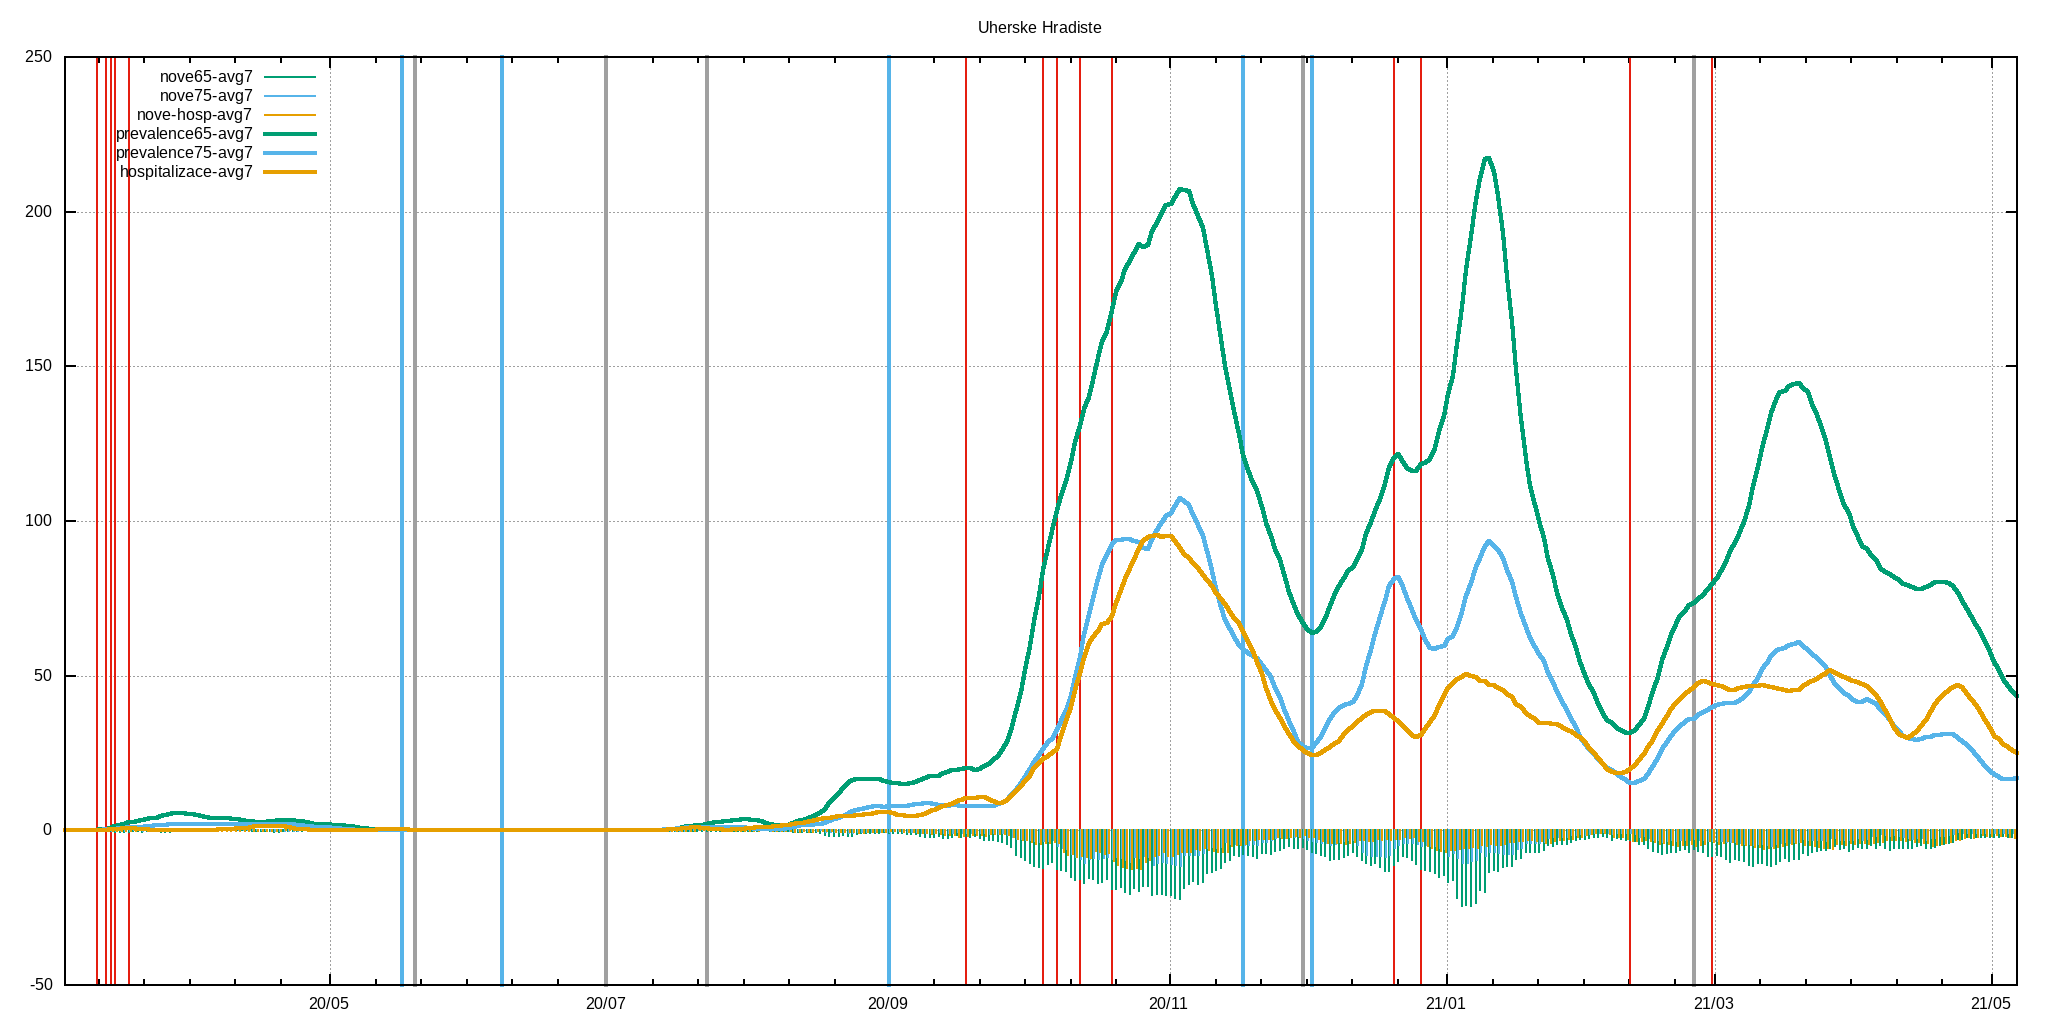 Uherske Hradiste
250
200
150
100
50
0
-50
nove65-avg7
nove75-avg7
nove-hosp-avg7
prevalence65-avg7
prevalence75-avg7
hospitalizace-avg7
20/05 20/07 20/09 20/11 21/01 21/03 21/05